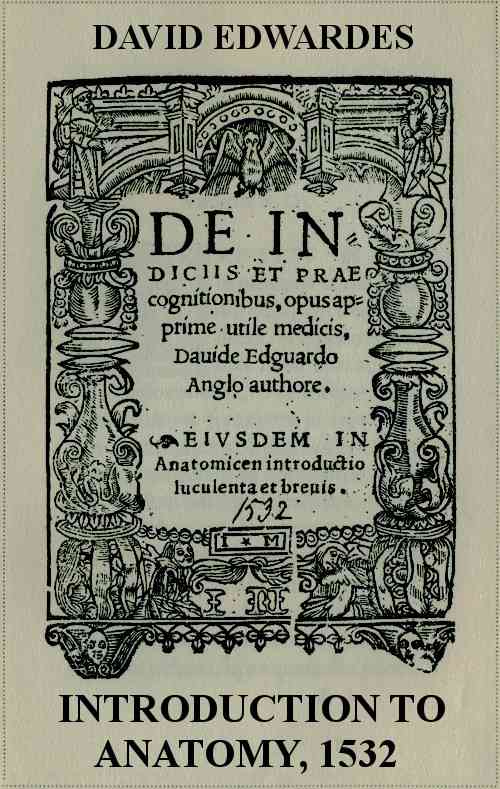 DAVID EDWARDES
DE IN=
DICIIS ET PRAE
cognitionibus, opus ap=
prime utile medicis,
Dauide Edguardo
Anglo authore.
EIVSDEM IN
Anatomicen introductio
luculenta et breuis.
1532
I ★ M
INTRODUCTION TO
ANATOMY, 1532